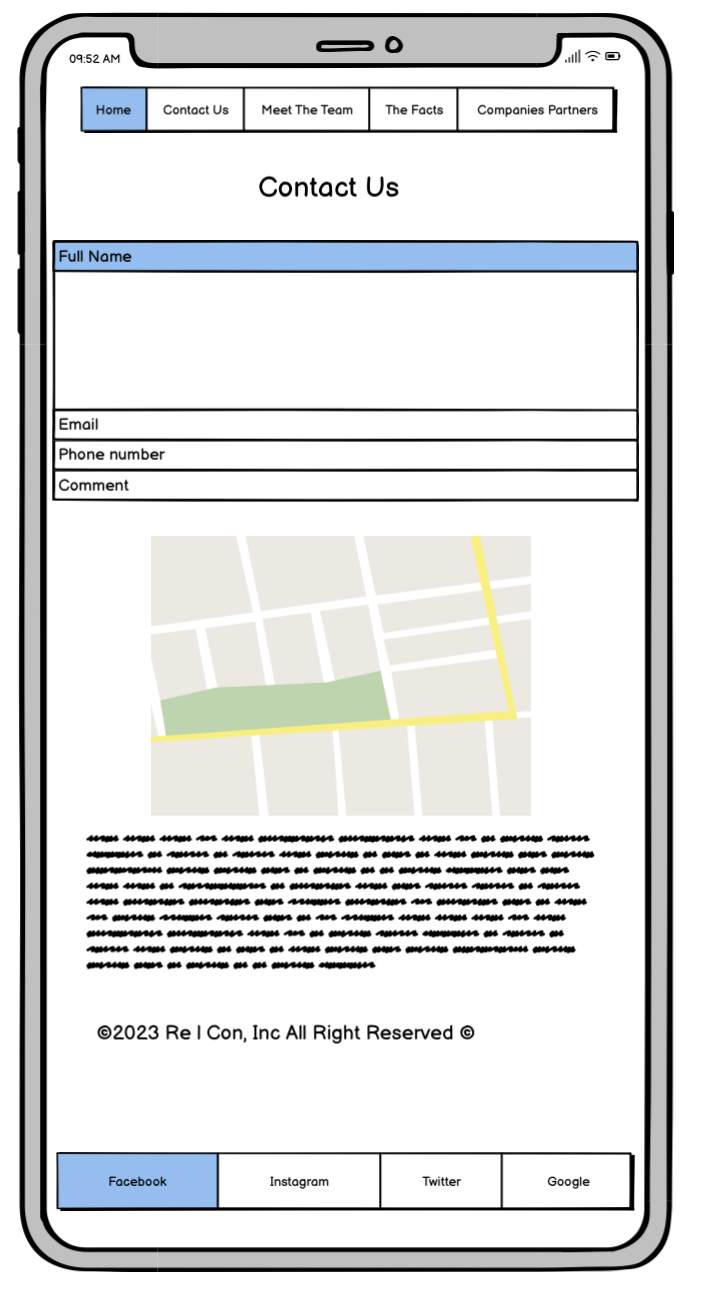 09:52 AM
Home Contact Us Meet The Team The Facts Companies Partners
Contact Us
Full Name
Email
Phone number
Comment
©2023 Re I Con, Inc All Right Reserved ©
Facebook Instagram Twitter Google